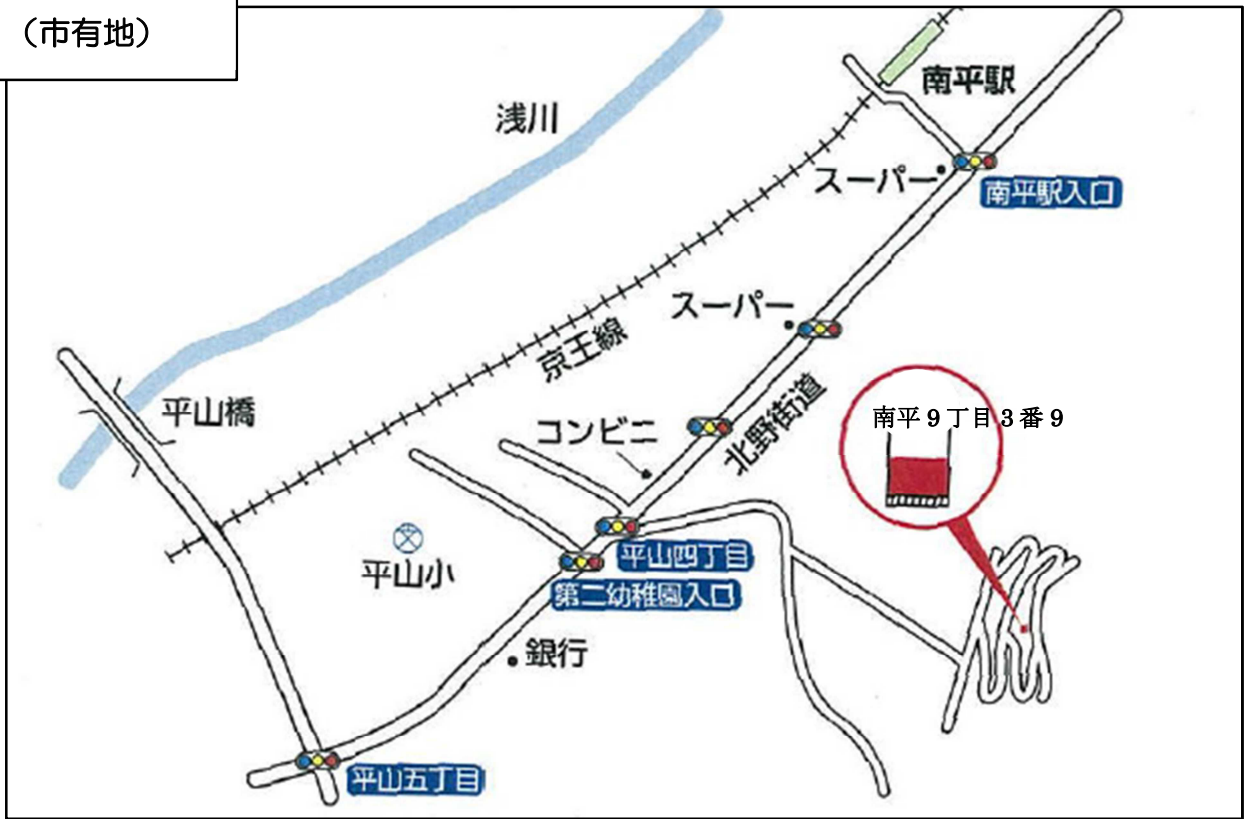 （市有地）
南平駅
浅川
スーパー
南平駅入口
スーパー
京王線
平山橋
北野街道
南平９丁目３番９
コンビニ
平山四丁目
平山小
第二幼稚園入口
銀行
平山五丁目